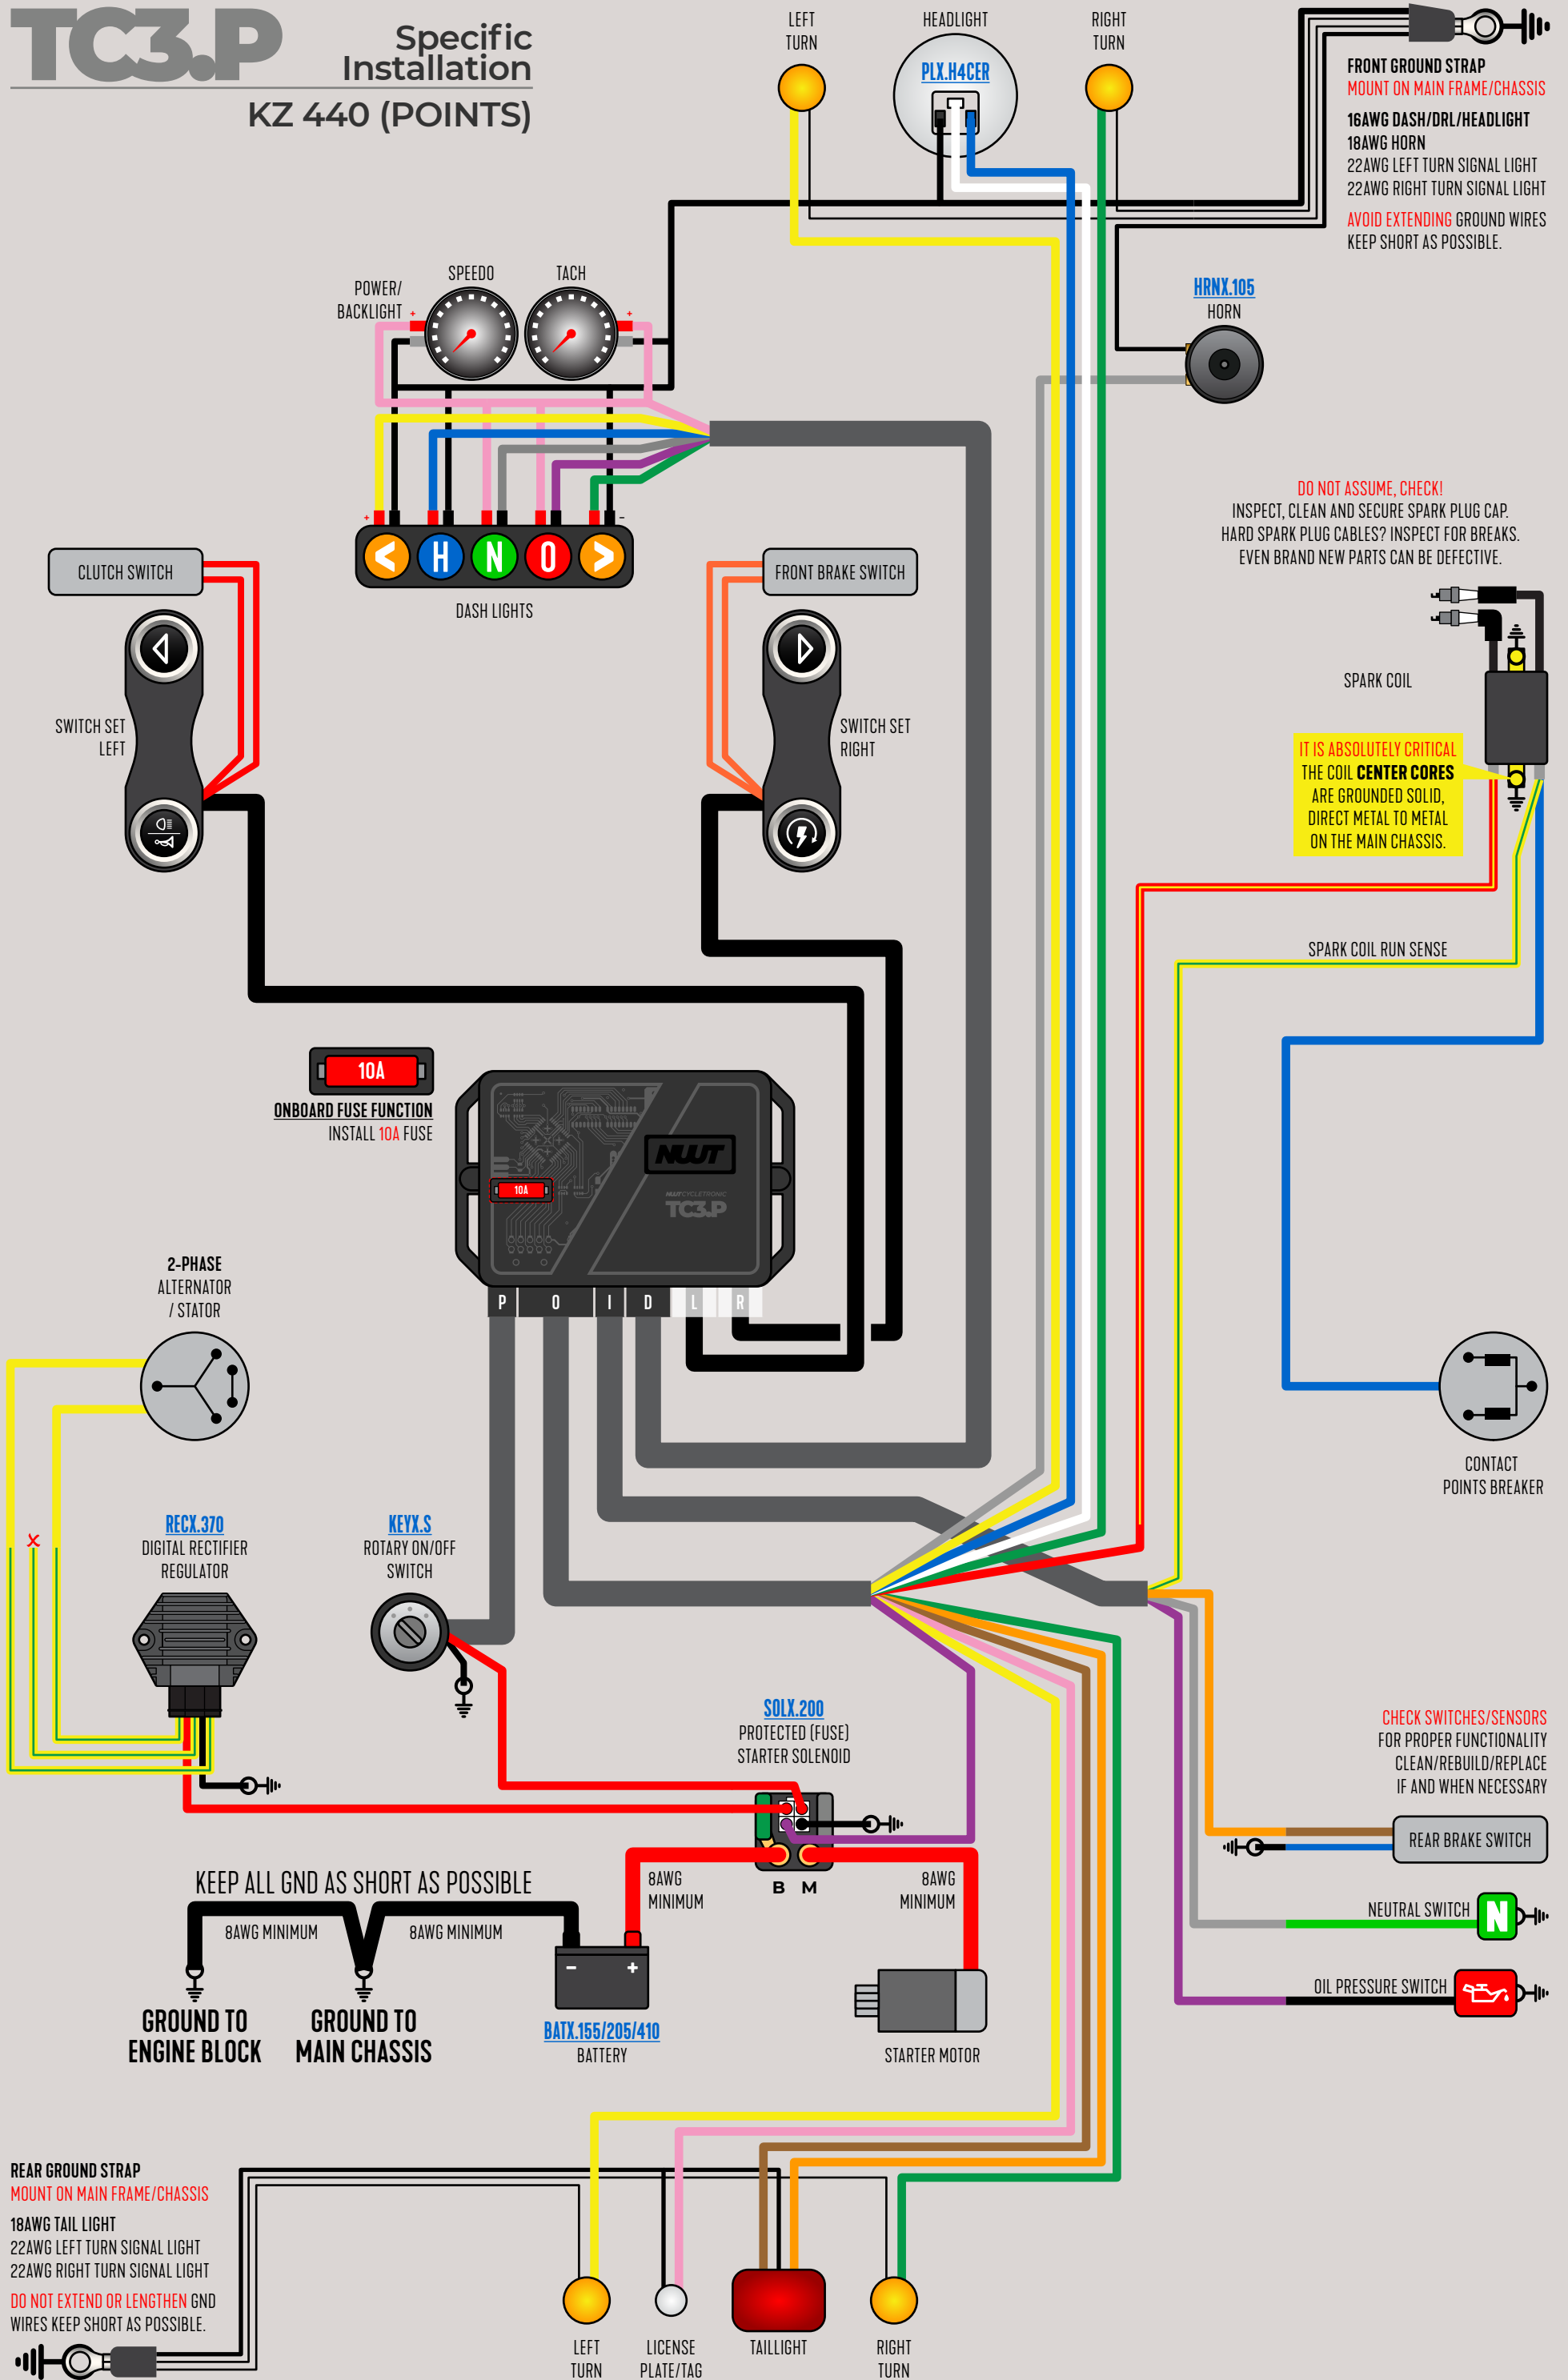 TC3.P
Specific
Installation
KZ 440 (POINTS)
LEFT
TURN
HEADLIGHT
PLX.H4CER
RIGHT
TURN
FRONT GROUND STRAP
MOUNT ON MAIN FRAME/CHASSIS
16AWG DASH/DRL/HEADLIGHT
18AWG HORN
22AWG LEFT TURN SIGNAL LIGHT
22AWG RIGHT TURN SIGNAL LIGHT
AVOID EXTENDING GROUND WIRES
KEEP SHORT AS POSSIBLE.
POWER/
BACKLIGHT
SPEEDO
TACH
+
+
HRNX.105
HORN
+
-
< H N O >
DASH LIGHTS
CLUTCH SWITCH
FRONT BRAKE SWITCH
SWITCH SET
LEFT
SWITCH SET
RIGHT
DO NOT ASSUME, CHECK!
INSPECT, CLEAN AND SECURE SPARK PLUG CAP.
HARD SPARK PLUG CABLES? INSPECT FOR BREAKS.
EVEN BRAND NEW PARTS CAN BE DEFECTIVE.
SPARK COIL
IT IS ABSOLUTELY CRITICAL
THE COIL CENTER CORES
ARE GROUNDED SOLID,
DIRECT METAL TO METAL
ON THE MAIN CHASSIS.
SPARK COIL RUN SENSE
10A
ONBOARD FUSE FUNCTION
INSTALL 10A FUSE
NWT
10A
NWT CYCLETRONIC
TC3.P
P O I D L R
2-PHASE
ALTERNATOR
/ STATOR
CONTACT
POINTS BREAKER
X
RECX.370
DIGITAL RECTIFIER
REGULATOR
KEYX.S
ROTARY ON/OFF
SWITCH
SOLX.200
PROTECTED (FUSE)
STARTER SOLENOID
B M
8AWG
MINIMUM
8AWG
MINIMUM
CHECK SWITCHES/SENSORS
FOR PROPER FUNCTIONALITY
CLEAN/REBUILD/REPLACE
IF AND WHEN NECESSARY
REAR BRAKE SWITCH
NEUTRAL SWITCH
N
OIL PRESSURE SWITCH
KEEP ALL GND AS SHORT AS POSSIBLE
8AWG MINIMUM
8AWG MINIMUM
GROUND TO
ENGINE BLOCK
GROUND TO
MAIN CHASSIS
- +
BATX.155/205/410
BATTERY
STARTER MOTOR
REAR GROUND STRAP
MOUNT ON MAIN FRAME/CHASSIS
18AWG TAIL LIGHT
22AWG LEFT TURN SIGNAL LIGHT
22AWG RIGHT TURN SIGNAL LIGHT
DO NOT EXTEND OR LENGTHEN GND
WIRES KEEP SHORT AS POSSIBLE.
LEFT
TURN
LICENSE
PLATE/TAG
TAILLIGHT
RIGHT
TURN